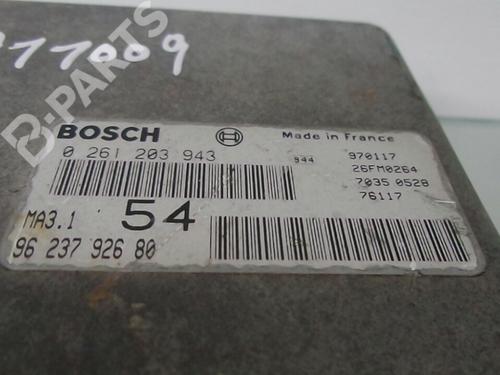 11009
B-PARTS
BOSCH
Made in France
0 261 203 943
944
970117
26FM0264
7035 0528
76117
MA3.1
54
96 237 926 80